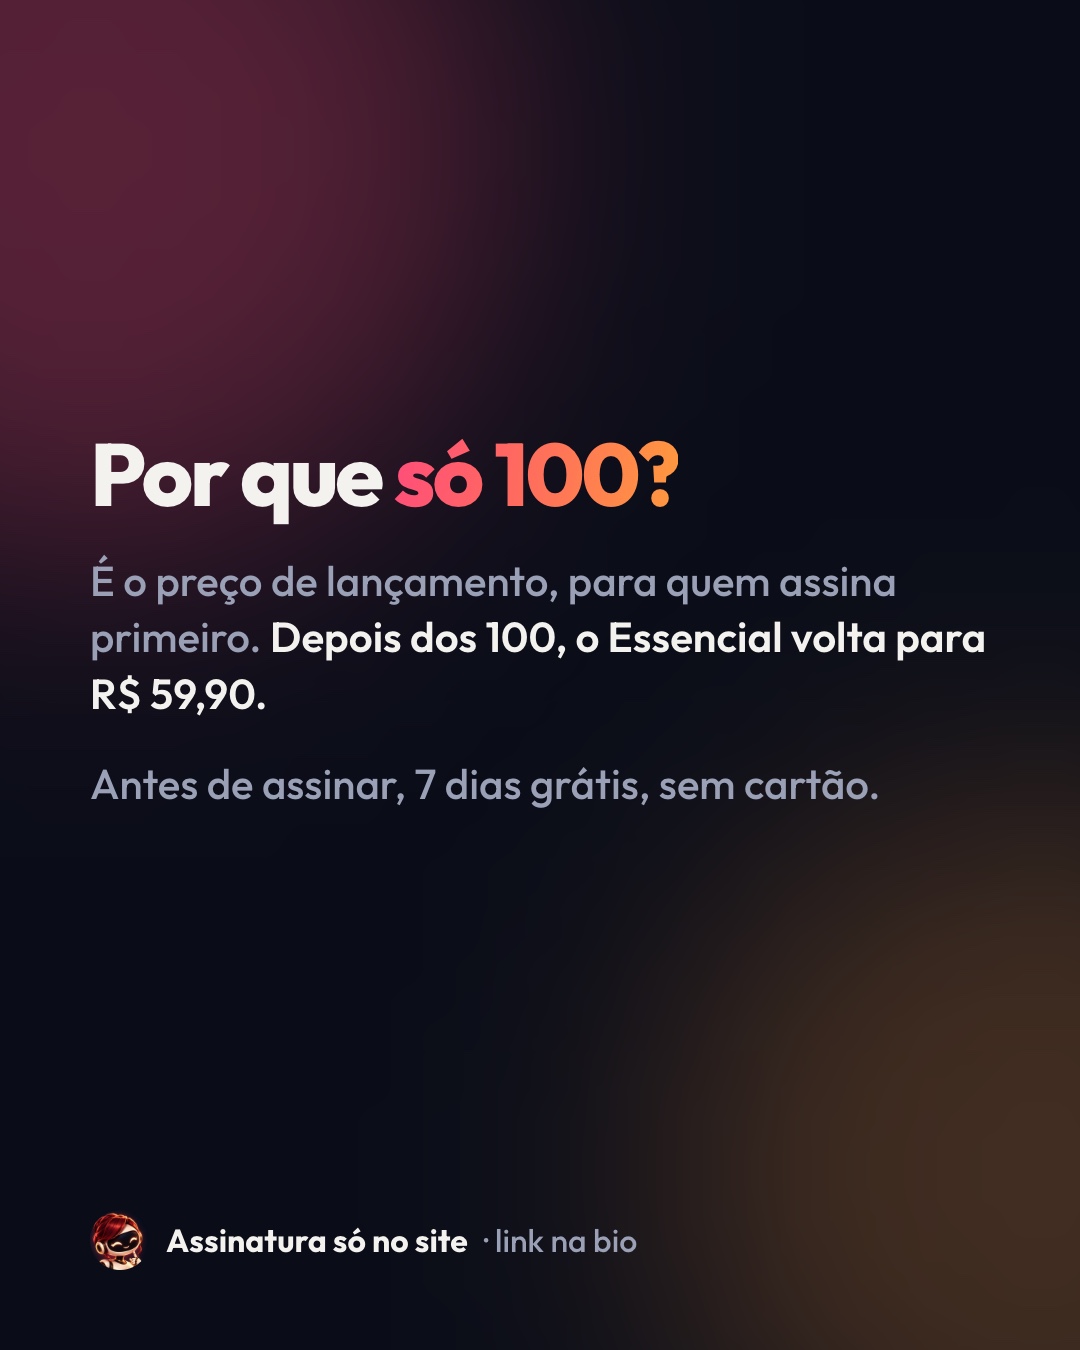 Por que só 100?
É o preço de lançamento, para quem assina
primeiro. Depois dos 100, o Essencial volta para
R$ 59,90.
Antes de assinar, 7 dias grátis, sem cartão.
Assinatura só no site · link na bio